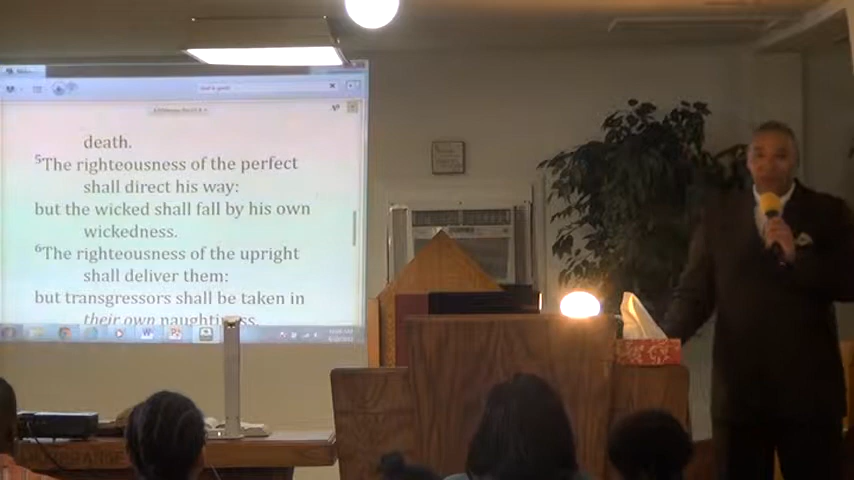 death.
5The righteousness of the perfect
shall direct his way:
but the wicked shall fall by his own
wickedness.
6The righteousness of the upright
shall deliver them:
but transgressors shall be taken in
their own naughtiness.